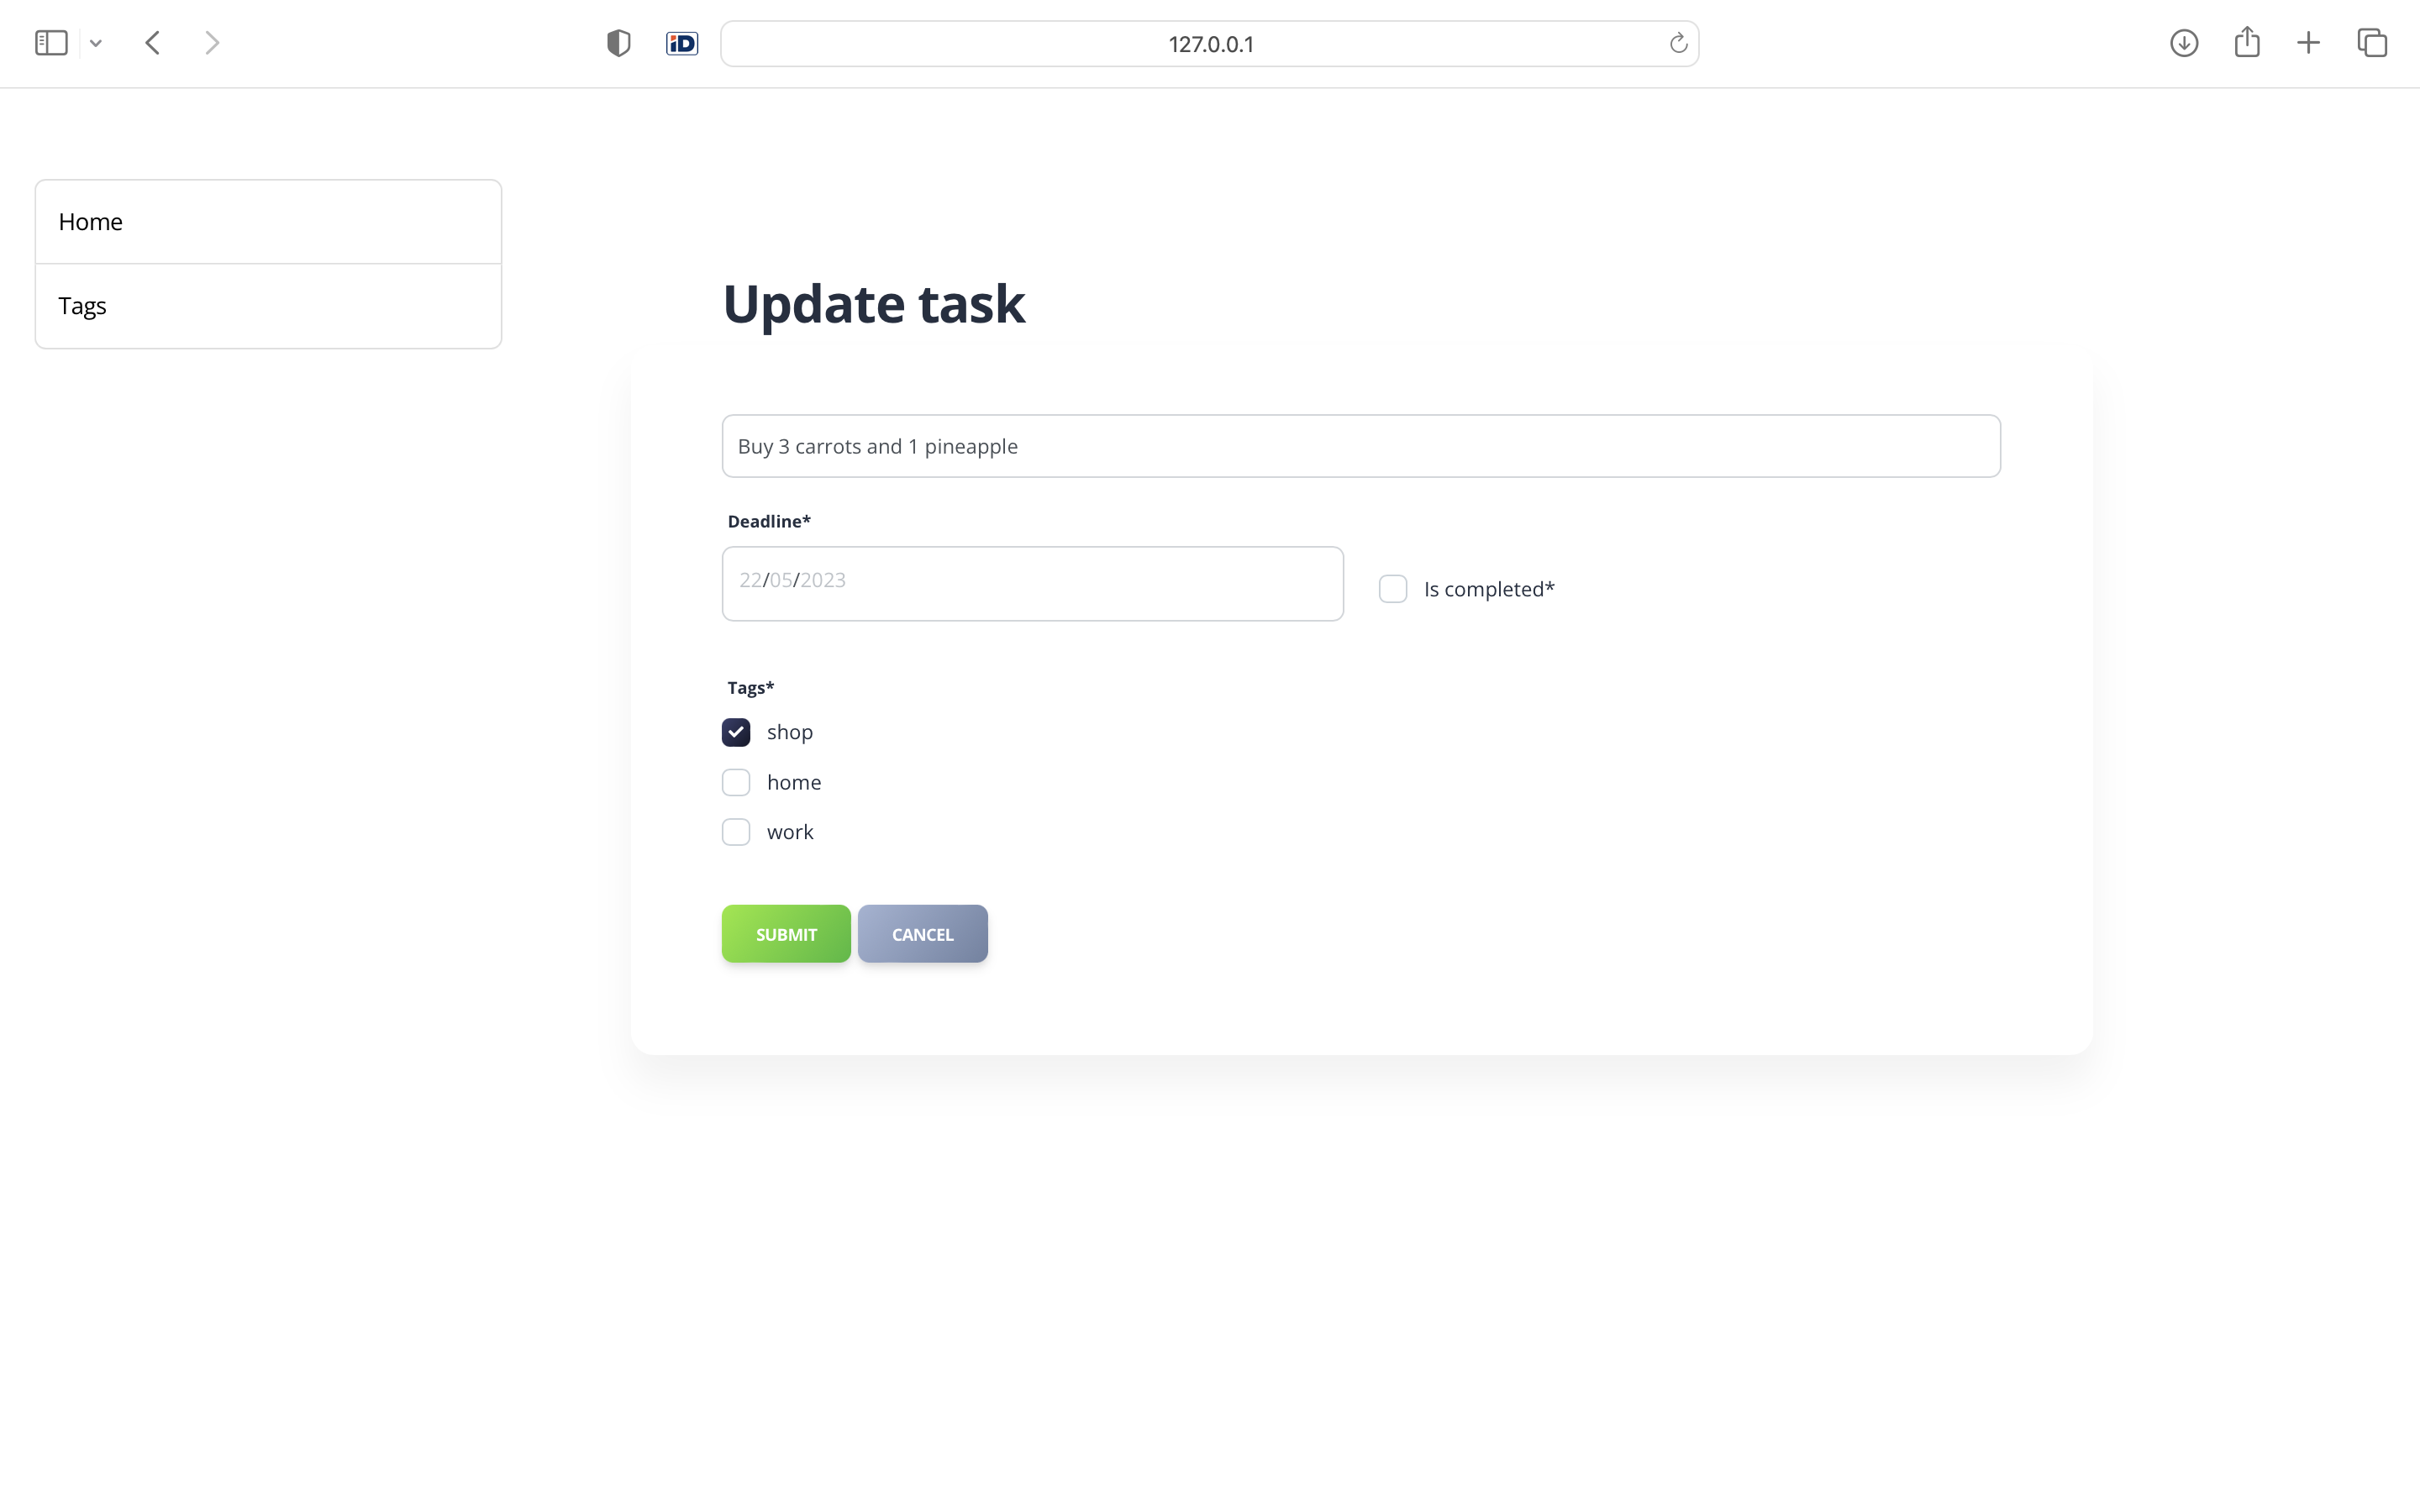 iD
127.0.0.1
Home
Tags
Update task
Buy 3 carrots and 1 pineapple
Deadline*
22/05/2023
Is completed*
Tags*
shop
home
work
SUBMIT
CANCEL